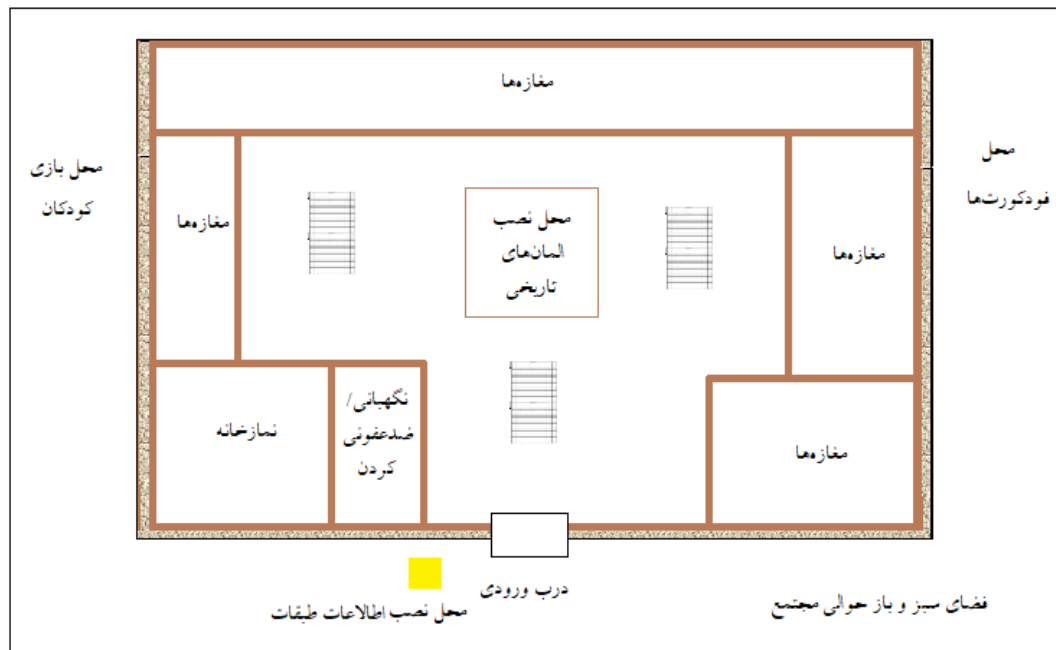 مغازه‌ها
محل بازی
کودکان
محل
فودکورت‌ها
مغازه‌ها
محل نصب
المان‌های
تاریخی
مغازه‌ها
نگهبانی/
ضدعفونی
کردن
نمازخانه
مغازه‌ها
درب ورودی
محل نصب اطلاعات طبقات
فضای سبز و باز حوالی مجتمع